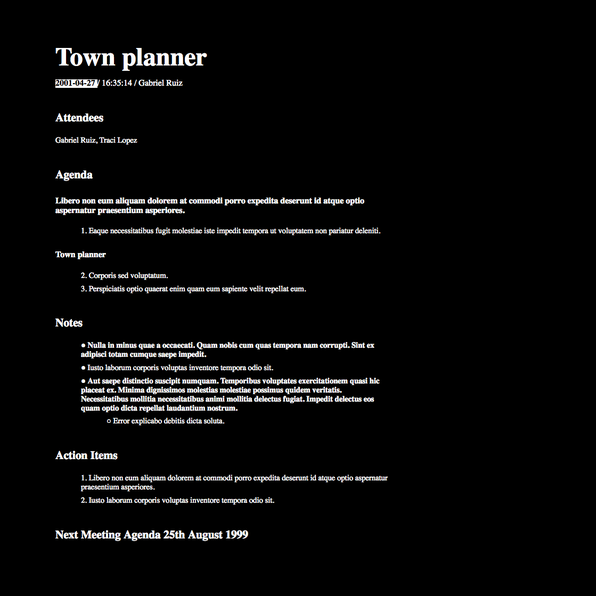 Town planner
2001-04-27 / 16:35:14 / Gabriel Ruiz
Attendees
Gabriel Ruiz, Traci Lopez
Agenda
Libero non eum aliquam dolorem at commodi porro expedita deserunt id atque optio
aspernatur praesentium asperiores.
1. Eaque necessitatibus fugit molestiae iste impedit tempora ut voluptatem non pariatur deleniti.
Town planner
2. Corporis sed voluptatum.
3. Perspiciatis optio quaerat enim quam eum sapiente velit repellat eum.
Notes
● Nulla in minus quae a occaecati. Quam nobis cum quas tempora nam corrupti. Sint ex
adipisci totam cumque saepe impedit.
● Iusto laborum corporis voluptas inventore tempora odio sit.
● Aut saepe distinctio suscipit numquam. Temporibus voluptates exercitationem quasi hic
placeat ex. Minima dignissimos molestias molestiae possimus quidem veritatis.
Necessitatibus mollitia necessitatibus animi mollitia delectus fugiat. Impedit delectus eos
quam optio dicta repellat laudantium nostrum.
○ Error explicabo debitis dicta soluta.
Action Items
1. Libero non eum aliquam dolorem at commodi porro expedita deserunt id atque optio aspernatur
praesentium asperiores.
2. Iusto laborum corporis voluptas inventore tempora odio sit.
Next Meeting Agenda 25th August 1999